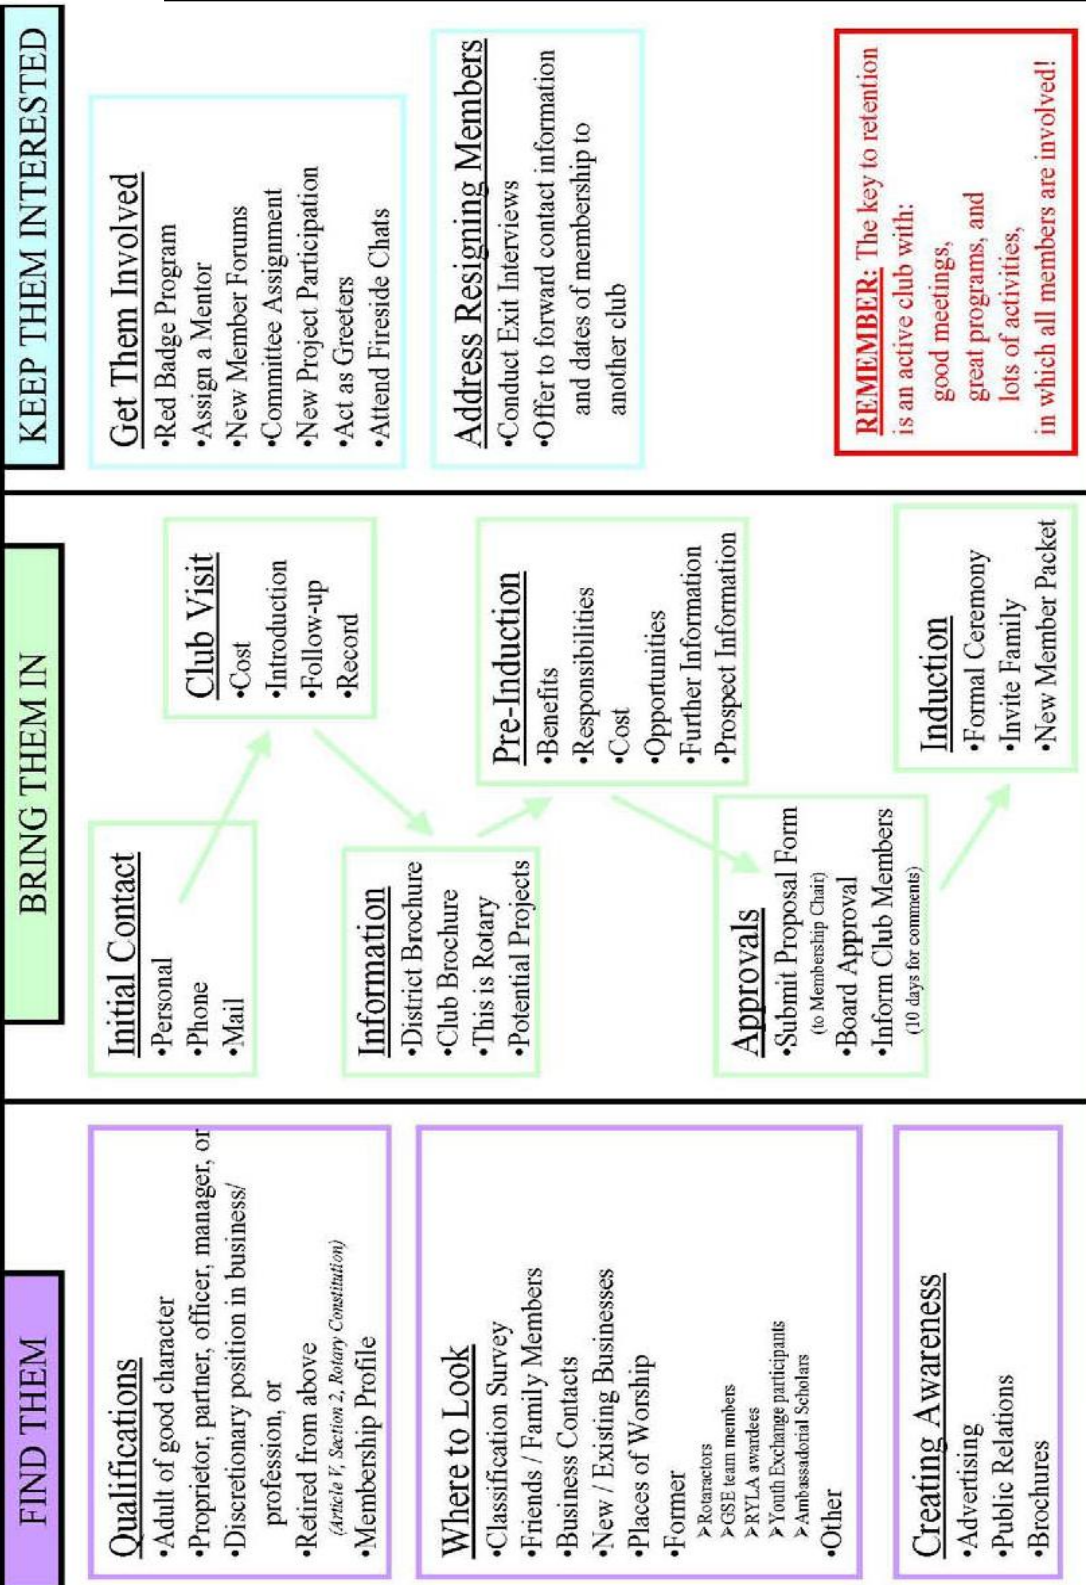 FIND THEM
Qualifications
•Adult of good character
•Proprietor, partner, officer, manager, or
•Discretionary position in business/
profession, or
•Retired from above
(Article V, Section 2, Rotary Constitution)
•Membership Profile
Where to Look
•Classification Survey
•Friends / Family Members
•Business Contacts
•New / Existing Businesses
•Places of Worship
•Former
➢Rotaractors
➢GSE team members
➢RYLA awardees
➢Youth Exchange participants
➢Ambassadorial Scholars
•Other
Creating Awareness
•Advertising
•Public Relations
•Brochures
BRING THEM IN
Initial Contact
•Personal
•Phone
•Mail
Club Visit
•Cost
•Introduction
•Follow-up
•Record
Information
•District Brochure
•Club Brochure
•This is Rotary
•Potential Projects
Pre-Induction
•Benefits
•Responsibilities
•Cost
•Opportunities
•Further Information
•Prospect Information
Approvals
•Submit Proposal Form
(to Membership Chair)
•Board Approval
•Inform Club Members
(10 days for comments)
Induction
•Formal Ceremony
•Invite Family
•New Member Packet
KEEP THEM INTERESTED
Get Them Involved
•Red Badge Program
•Assign a Mentor
•New Member Forums
•Committee Assignment
•New Project Participation
•Act as Greeters
•Attend Fireside Chats
Address Resigning Members
•Conduct Exit Interviews
•Offer to forward contact information
and dates of membership to
another club
REMEMBER: The key to retention
is an active club with:
good meetings,
great programs, and
lots of activities,
in which all members are involved!